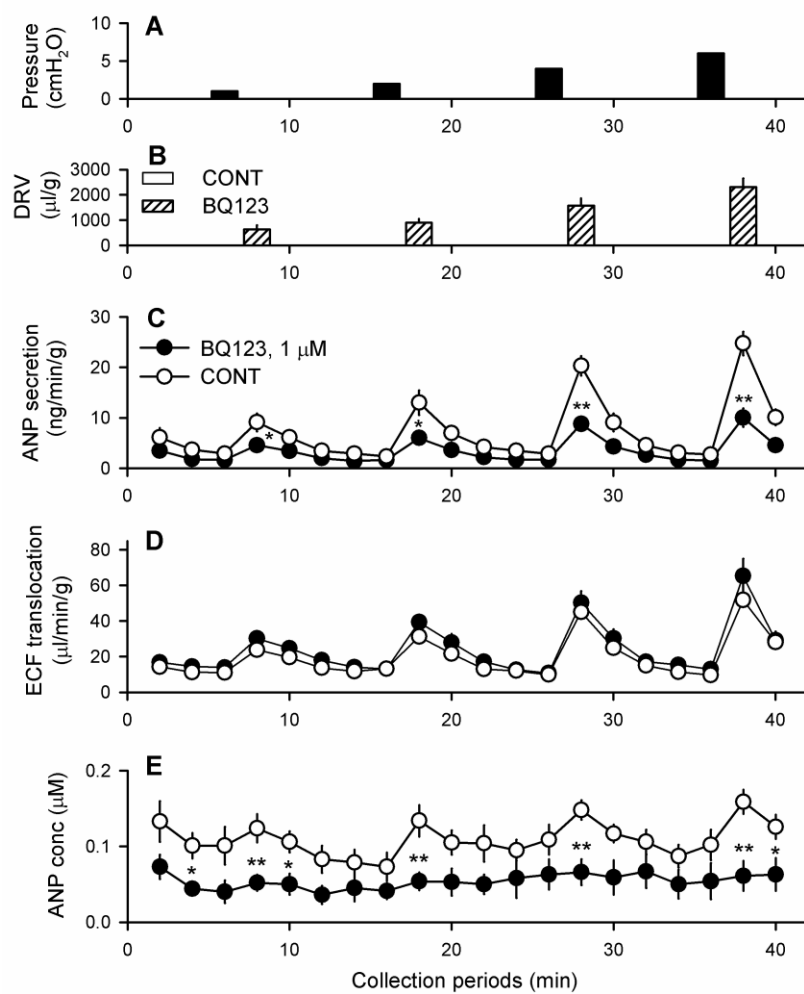 A
Pressure
(cmH₂O)
10
5
0
0 10 20 30 40
B
DRV
(µl/g)
3000
2000
1000
0
CONT
BQ123
0 10 20 30 40
C
ANP secretion
(ng/min/g)
30
20
10
0
BQ123, 1 µM
CONT
* * ** **
0 10 20 30 40
D
ECF translocation
(µl/min/g)
80
60
40
20
0
0 10 20 30 40
E
ANP conc (µM)
0.2
0.1
0.0
* ** * ** ** ** *
0 10 20 30 40
Collection periods (min)